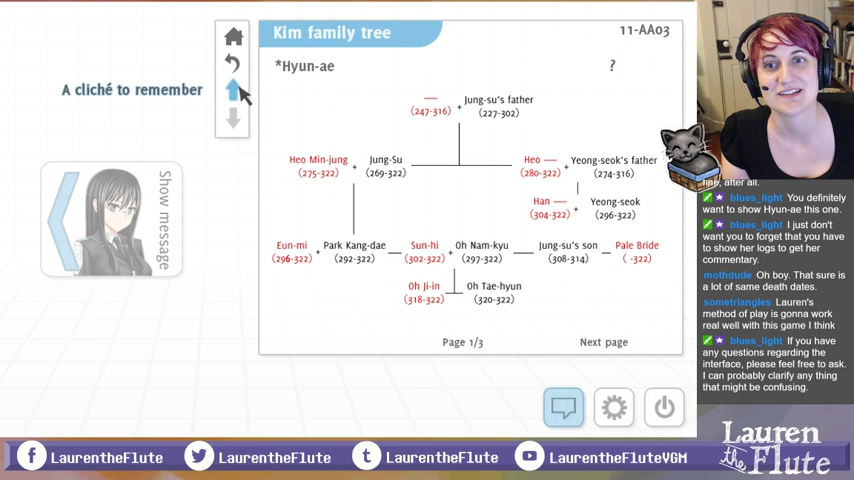 Kim family tree
11-AA03
*Hyun-ae
?
A cliché to remember
Show message
—
(247-316)
+
Jung-su's father
(227-302)
Heo Min-jung
(275-322)
+
Jung-Su
(269-322)
Heo —
(280-322)
+
Yeong-seok's father
(274-316)
Han —
(304-322)
+
Yeong-seok
(296-322)
Eun-mi
(296-322)
+
Park Kang-dae
(292-322)
Sun-hi
(302-322)
+
Oh Nam-kyu
(297-322)
Jung-su's son
(308-314)
Pale Bride
( -322)
Oh Ji-in
(318-322)
Oh Tae-hyun
(320-322)
Page 1/3
Next page
fine, after all.
blues_light You definitely
want to show Hyun-ae this one.
blues_light I just don't
want you to forget that you have
to show her logs to get her
commentary.
mothdude Oh boy. That sure is
a lot of same death dates.
sometriangles Lauren's
method of play is gonna work
real well with this game I think
blues_light If you have
any questions regarding the
interface, please feel free to ask.
I can probably clarify any thing
that might be confusing.
LaurentheFlute
LaurentheFlute
LaurentheFlute
LaurentheFluteVGM
Lauren
the Flute